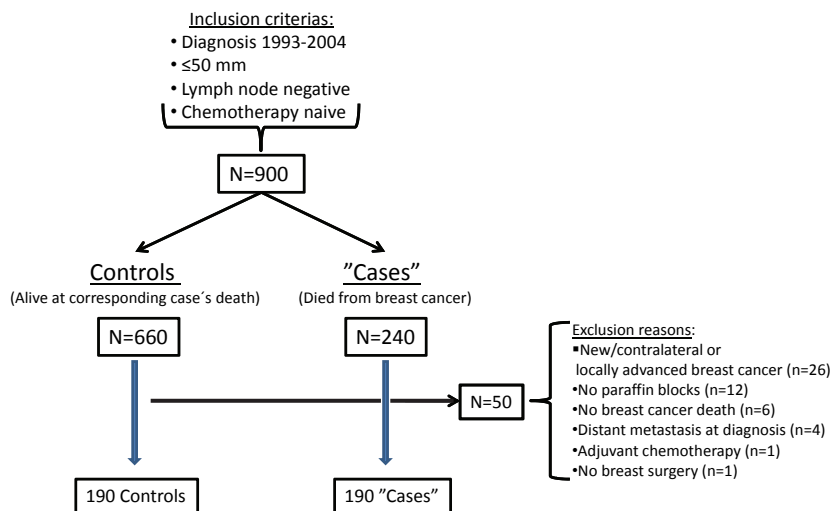 Inclusion criterias:
• Diagnosis 1993-2004
• ≤50 mm
• Lymph node negative
• Chemotherapy naive
N=900
Controls
(Alive at corresponding case´s death)
N=660
"Cases"
(Died from breast cancer)
N=240
N=50
Exclusion reasons:
▪New/contralateral or
locally advanced breast cancer (n=26)
•No paraffin blocks (n=12)
•No breast cancer death (n=6)
•Distant metastasis at diagnosis (n=4)
•Adjuvant chemotherapy (n=1)
•No breast surgery (n=1)
190 Controls
190 "Cases"